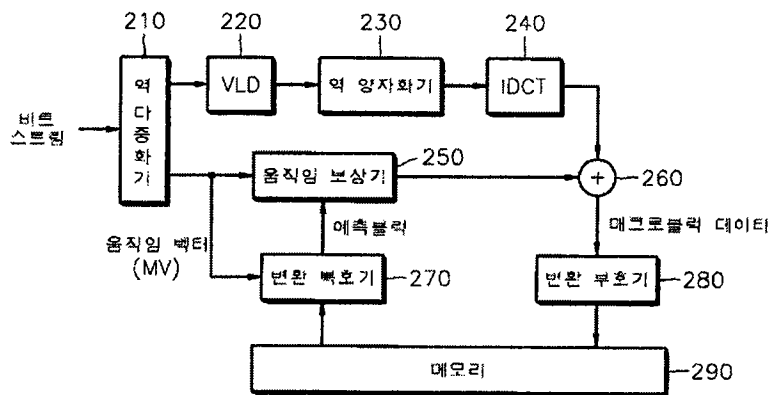 210
220
230
240
역
다
중
화
기
VLD
역 양자화기
IDCT
비트
스트림
250
움직임 보상기
+
260
예측블럭
매크로블럭 데이터
움직임 벡터
(MV)
변환 복호기
270
변환 부호기
280
메모리
290